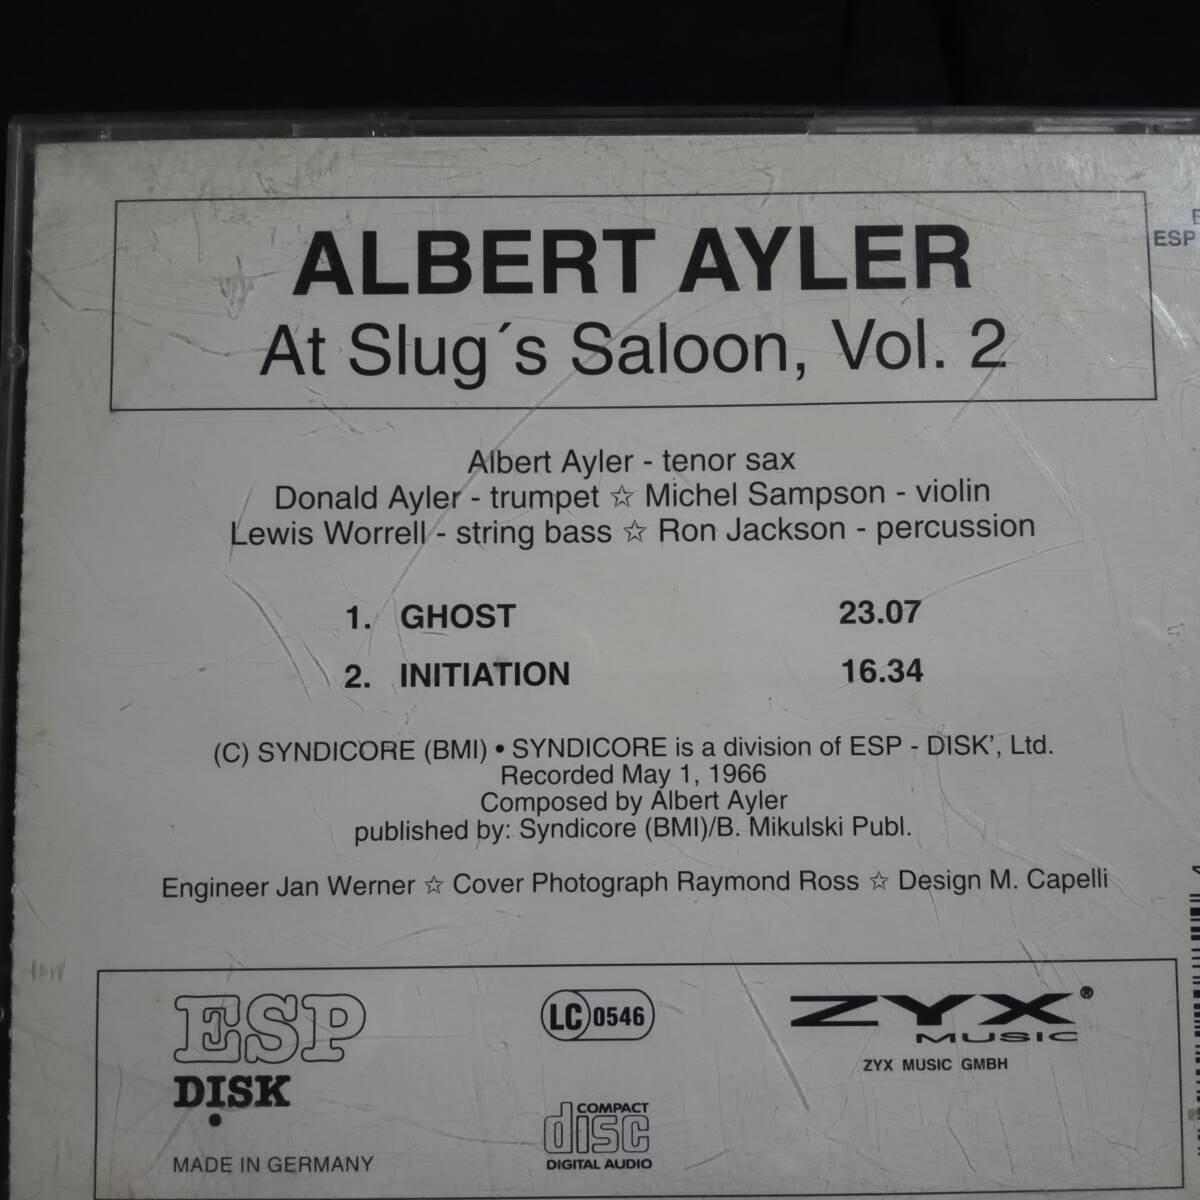 ALBERT AYLER
At Slug´s Saloon, Vol. 2
ESP
Albert Ayler - tenor sax
Donald Ayler - trumpet ☆ Michel Sampson - violin
Lewis Worrell - string bass ☆ Ron Jackson - percussion
1. GHOST 23.07
2. INITIATION 16.34
(C) SYNDICORE (BMI) • SYNDICORE is a division of ESP - DISK’, Ltd.
Recorded May 1, 1966
Composed by Albert Ayler
published by: Syndicore (BMI)/B. Mikulski Publ.
Engineer Jan Werner ☆ Cover Photograph Raymond Ross ☆ Design M. Capelli
ESP
DISK
MADE IN GERMANY
LC 0546
COMPACT
disc
DIGITAL AUDIO
ZYX®
MUSIC
ZYX MUSIC GMBH